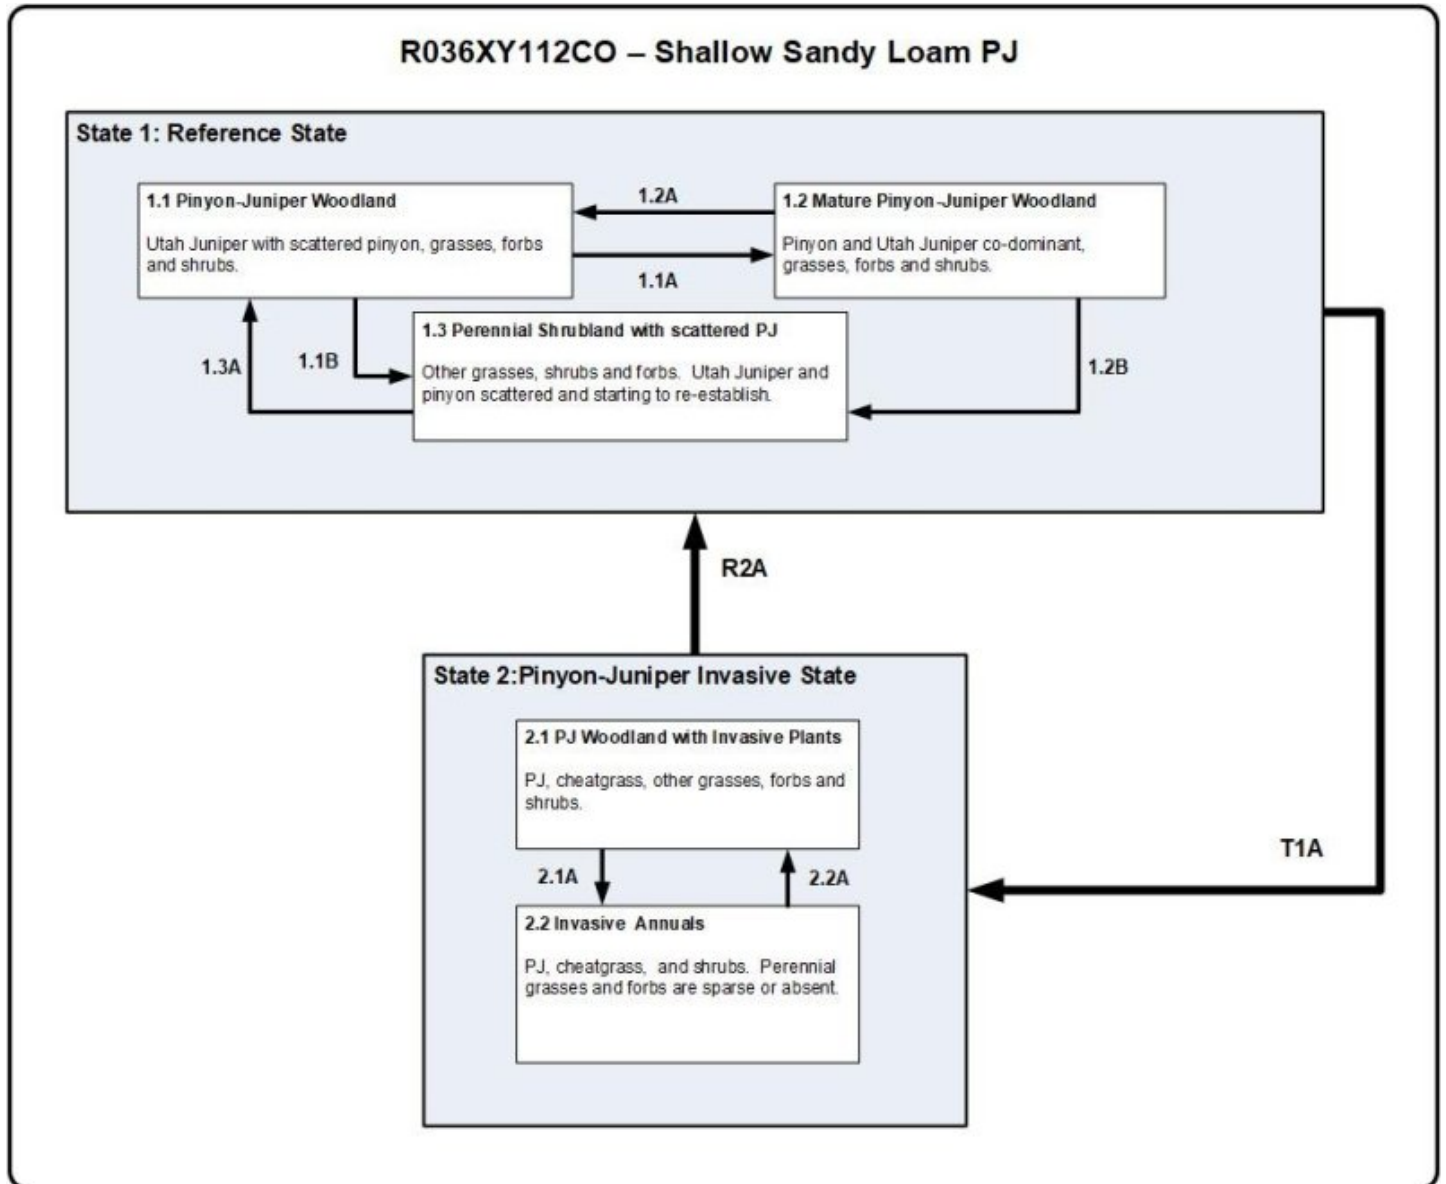 R036XY112CO – Shallow Sandy Loam PJ
State 1: Reference State
1.1 Pinyon-Juniper Woodland
Utah Juniper with scattered pinyon, grasses, forbs
and shrubs.
1.2A
1.1A
1.2 Mature Pinyon-Juniper Woodland
Pinyon and Utah Juniper co-dominant,
grasses, forbs and shrubs.
1.3A
1.1B
1.3 Perennial Shrubland with scattered PJ
Other grasses, shrubs and forbs. Utah Juniper and
pinyon scattered and starting to re-establish.
1.2B
R2A
State 2:Pinyon-Juniper Invasive State
2.1 PJ Woodland with Invasive Plants
PJ, cheatgrass, other grasses, forbs and
shrubs.
2.1A
2.2A
2.2 Invasive Annuals
PJ, cheatgrass, and shrubs. Perennial
grasses and forbs are sparse or absent.
T1A